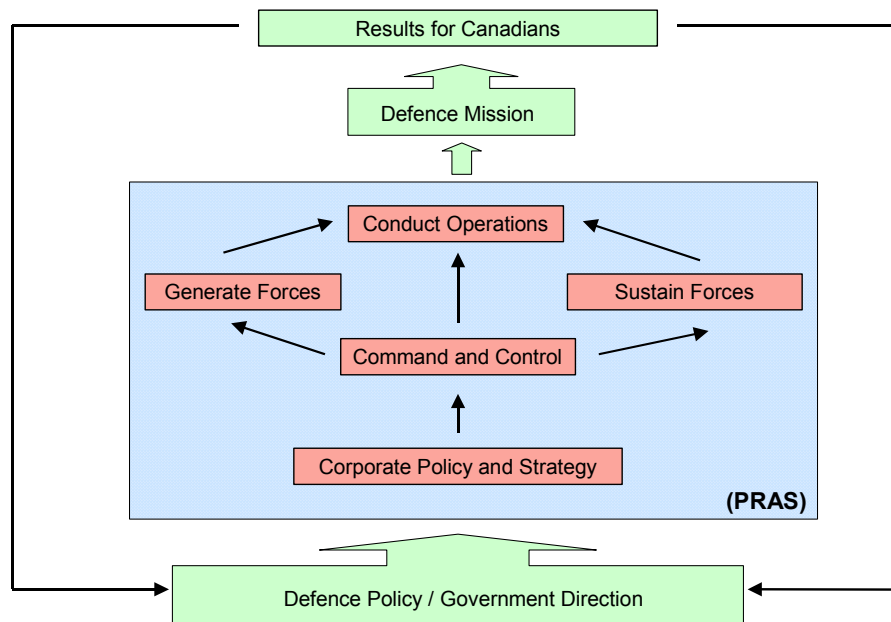 Results for Canadians
Defence Mission
Conduct Operations
Generate Forces
Sustain Forces
Command and Control
Corporate Policy and Strategy
(PRAS)
Defence Policy / Government Direction